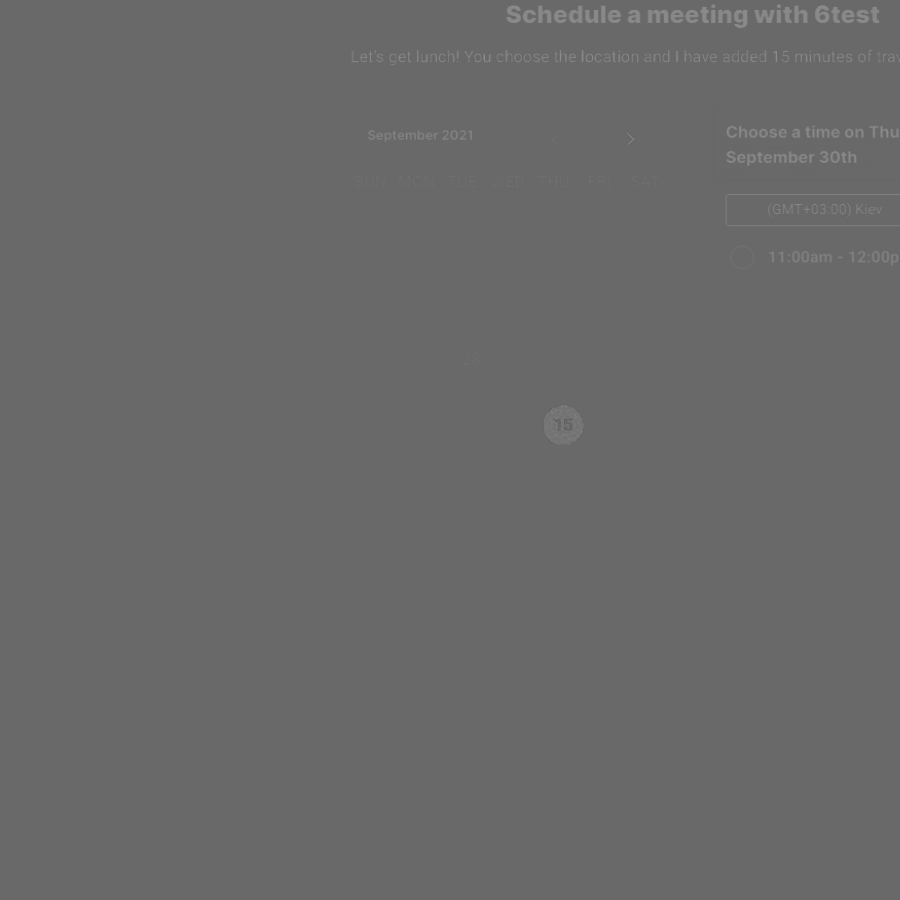 Schedule a meeting with 6test
Let's get lunch! You choose the location and I have added 15 minutes of trav
September 2021
SUN MON TUE WED THU FRI SAT
15
Choose a time on Thu
September 30th
(GMT+03:00) Kiev
11:00am - 12:00p